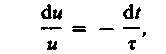 du/u = − dt/τ,